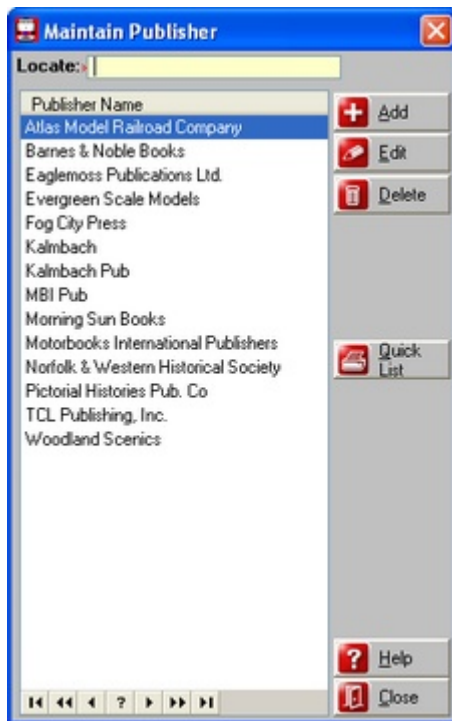 Maintain Publisher
Locate:
Publisher Name
Atlas Model Railroad Company
Barnes & Noble Books
Eaglemoss Publications Ltd.
Evergreen Scale Models
Fog City Press
Kalmbach
Kalmbach Pub
MBI Pub
Morning Sun Books
Motorbooks International Publishers
Norfolk & Western Historical Society
Pictorial Histories Pub. Co
TCL Publishing, Inc.
Woodland Scenics
Add
Edit
Delete
Quick
List
?
Help
Close